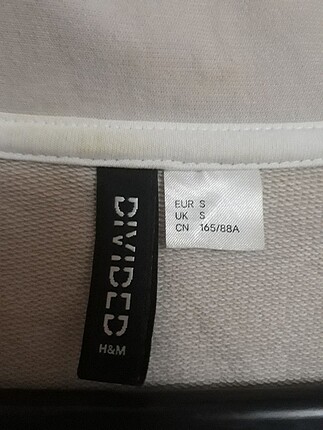 DIVIDED
H&M
EUR S
UK S
CN 165/88A